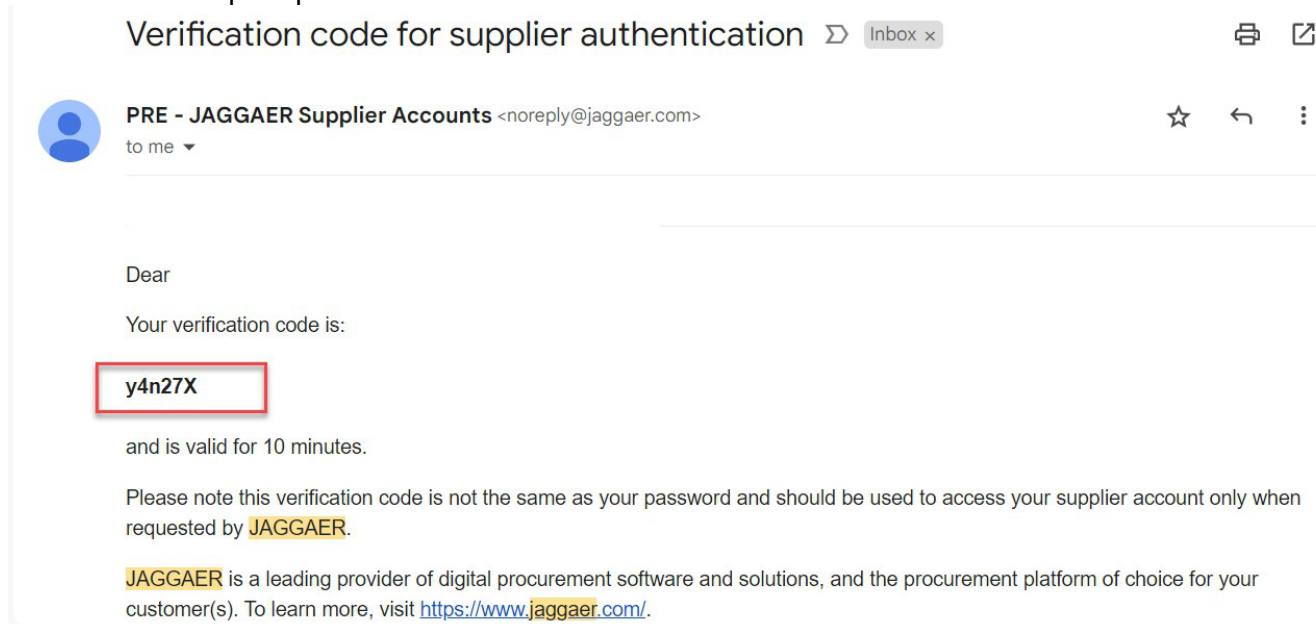 Verification code for supplier authentication Inbox ×
PRE - JAGGAER Supplier Accounts <noreply@jaggaer.com>
to me
Dear
Your verification code is:
y4n27X
and is valid for 10 minutes.
Please note this verification code is not the same as your password and should be used to access your supplier account only when
requested by JAGGAER.
JAGGAER is a leading provider of digital procurement software and solutions, and the procurement platform of choice for your
customer(s). To learn more, visit https://www.jaggaer.com/.